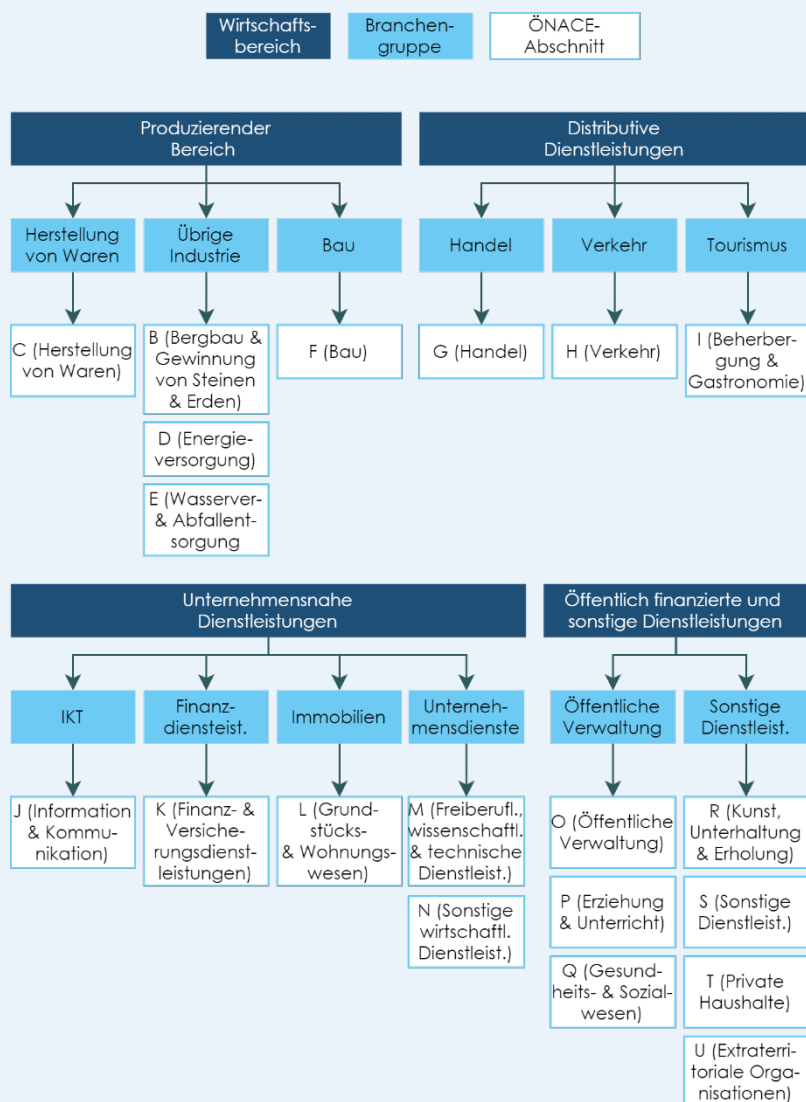 Wirtschafts-
bereich
Branchen-
gruppe
ÖNACE-
Abschnitt
Produzierender
Bereich
Distributive
Dienstleistungen
Herstellung
von Waren
Übrige
Industrie
Bau
Handel
Verkehr
Tourismus
C (Herstellung
von Waren)
B (Bergbau &
Gewinnung
von Steinen
& Erden)
F (Bau)
G (Handel)
H (Verkehr)
I (Beherber-
gung &
Gastronomie)
D (Energie-
versorgung)
E (Wasserver-
& Abfallent-
sorgung
Unternehmensnahe
Dienstleistungen
Öffentlich finanzierte und
sonstige Dienstleistungen
IKT
Finanz-
diensteist.
Immobilien
Unterneh-
mensdienste
Öffentliche
Verwaltung
Sonstige
Dienstleist.
J (Information
& Kommu-
nikation)
K (Finanz- &
Versiche-
rungsdienst-
leistungen)
L (Grund-
stücks-
& Wohnungs-
wesen)
M (Freiberufl.,
wissenschaftl.
& technische
Dienstleist.)
N (Sonstige
wirtschaftl.
Dienstleist.)
O (Öffentliche
Verwaltung)
P (Erziehung
& Unterricht)
Q (Gesund-
heits- & Sozial-
wesen)
R (Kunst,
Unterhaltung
& Erholung)
S (Sonstige
Dienstleist.)
T (Private
Haushalte)
U (Extraterri-
toriale Orga-
nisationen)